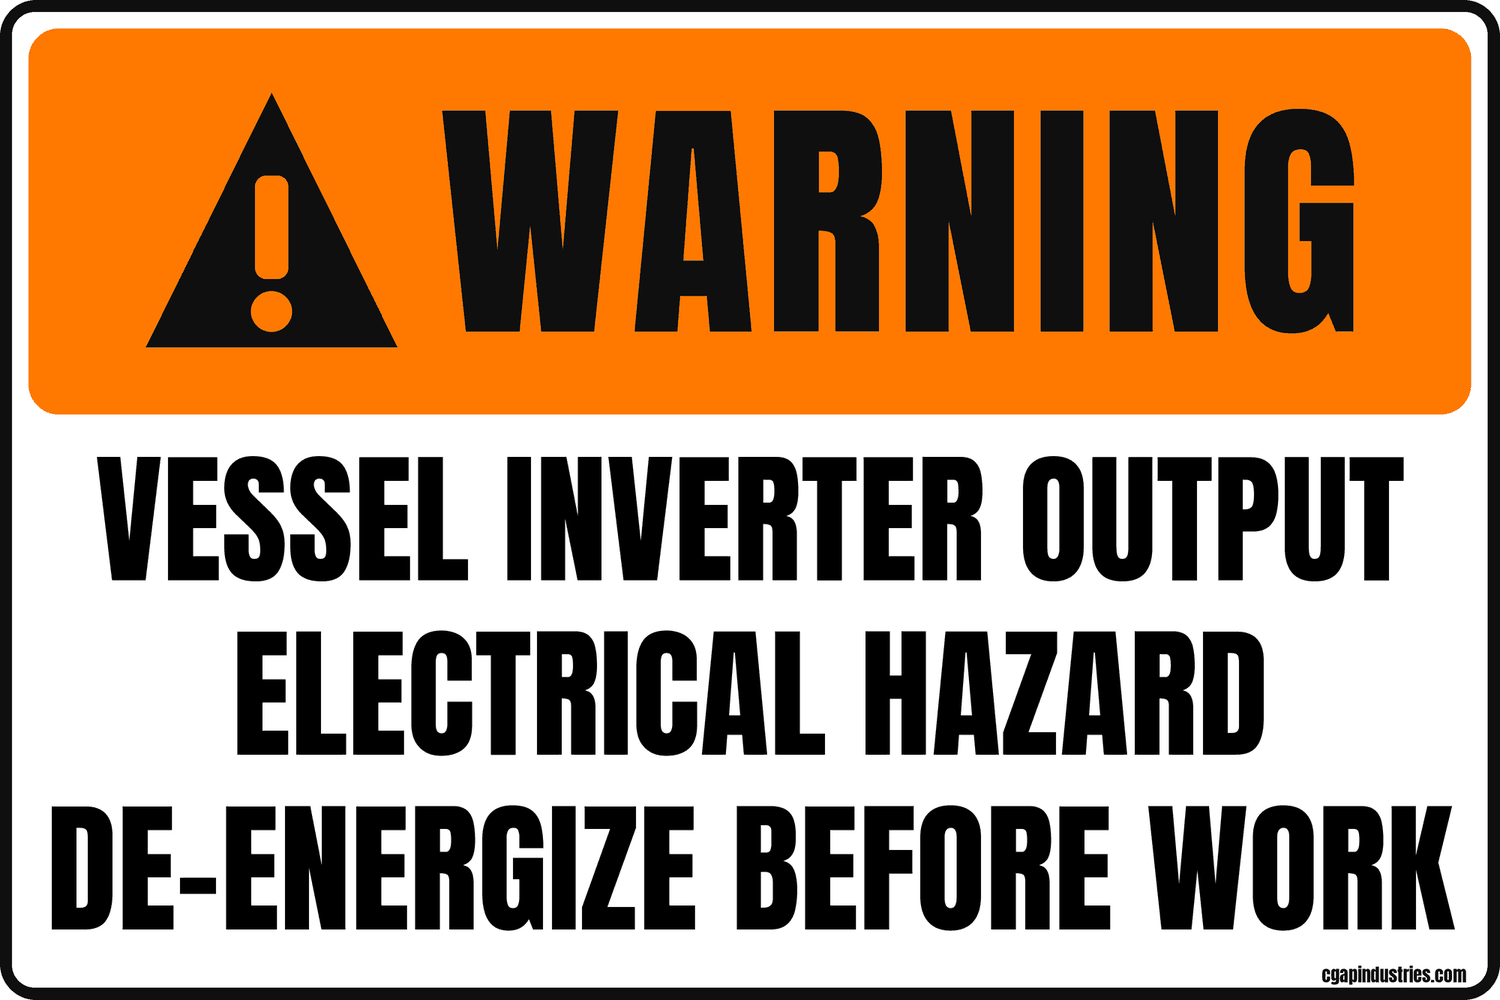 WARNING
VESSEL INVERTER OUTPUT
ELECTRICAL HAZARD
DE-ENERGIZE BEFORE WORK
cgapindustries.com